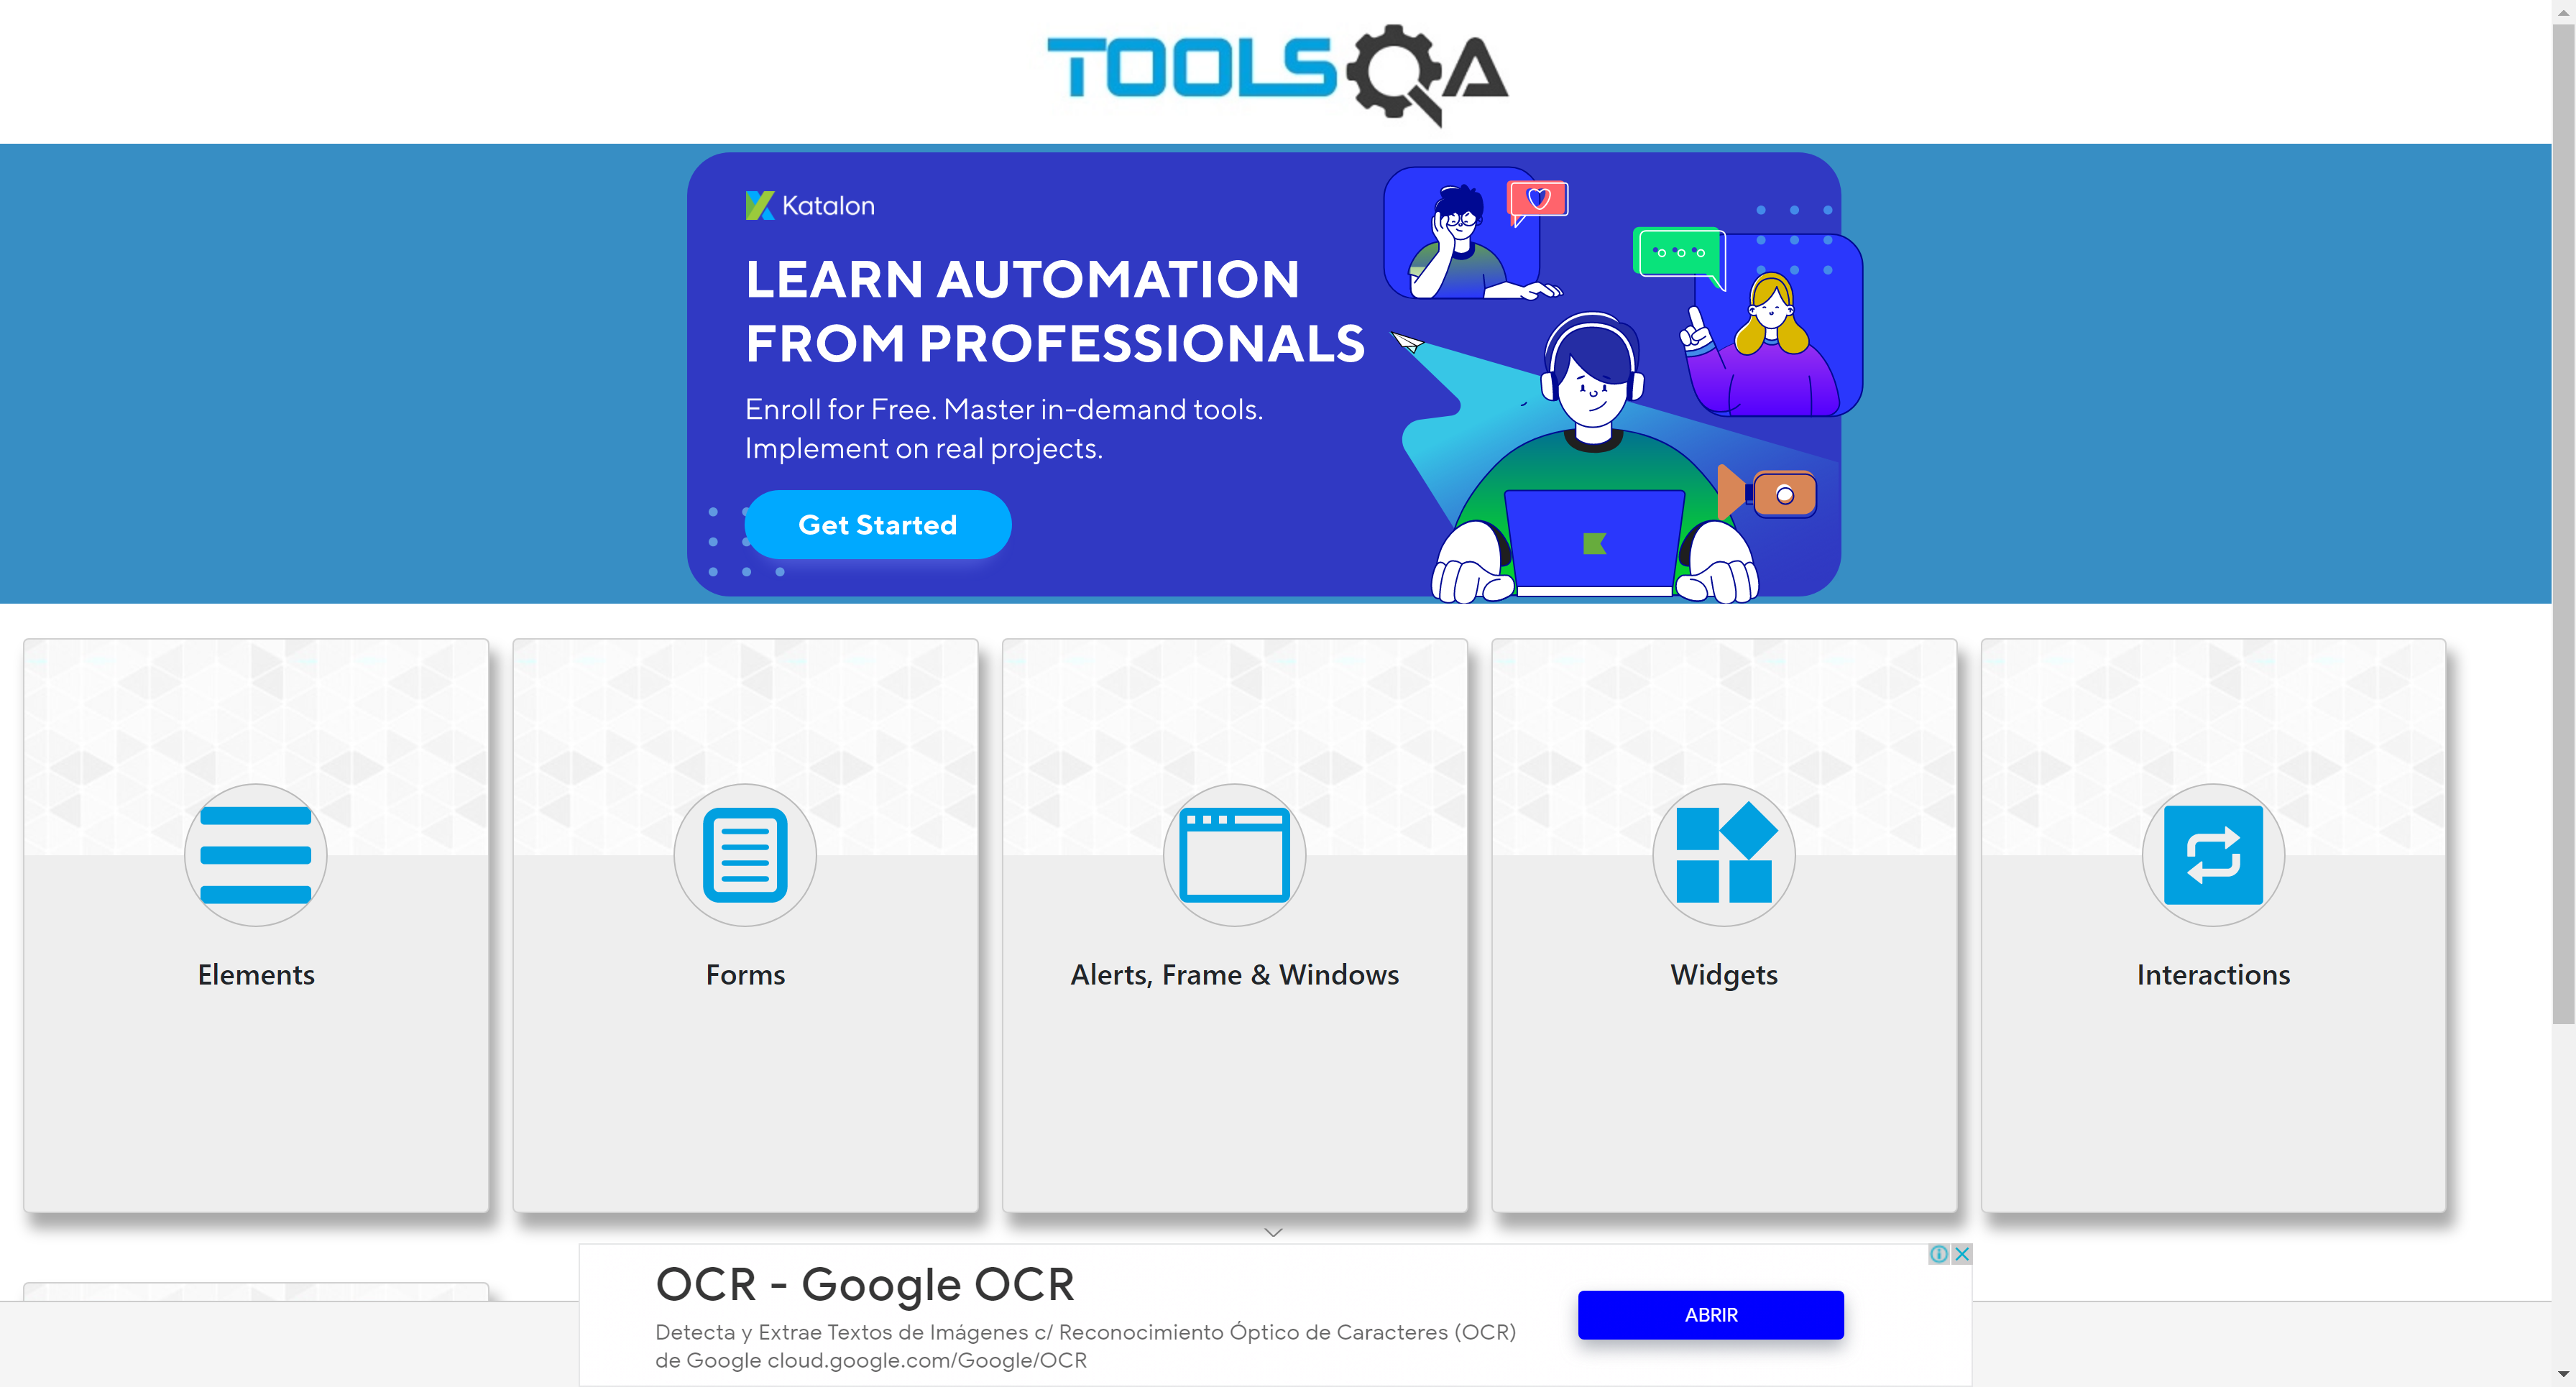 TOOLSQA
Katalon
LEARN AUTOMATION
FROM PROFESSIONALS
Enroll for Free. Master in-demand tools.
Implement on real projects.
Get Started
Elements
Forms
Alerts, Frame & Windows
Widgets
Interactions
OCR - Google OCR
Detecta y Extrae Textos de Imágenes c/ Reconocimiento Óptico de Caracteres (OCR)
de Google cloud.google.com/Google/OCR
ABRIR